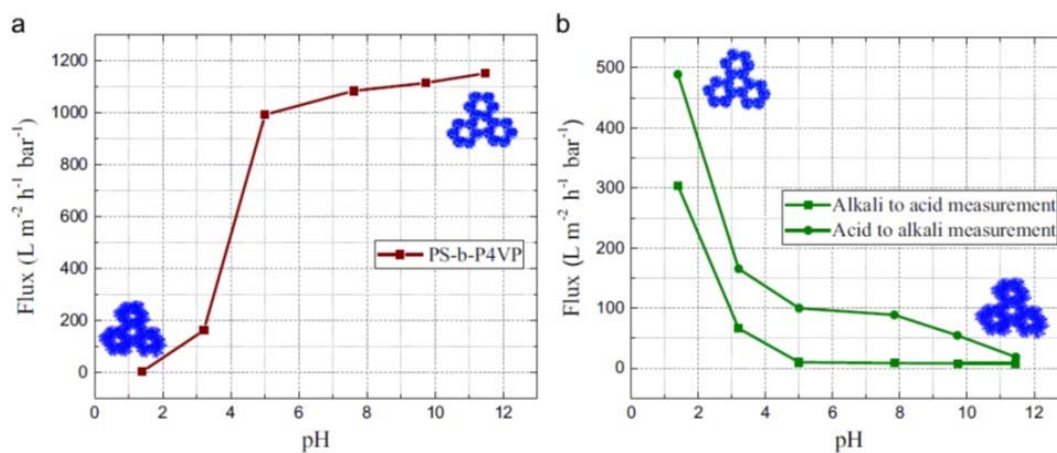 a
1200
1000
800
600
400
200
0
0 2 4 6 8 10 12
pH
Flux (L m⁻² h⁻¹ bar⁻¹)
PS-b-P4VP
b
500
400
300
200
100
0
0 2 4 6 8 10 12
pH
Flux (L m⁻² h⁻¹ bar⁻¹)
Alkali to acid measurement
Acid to alkali measurement